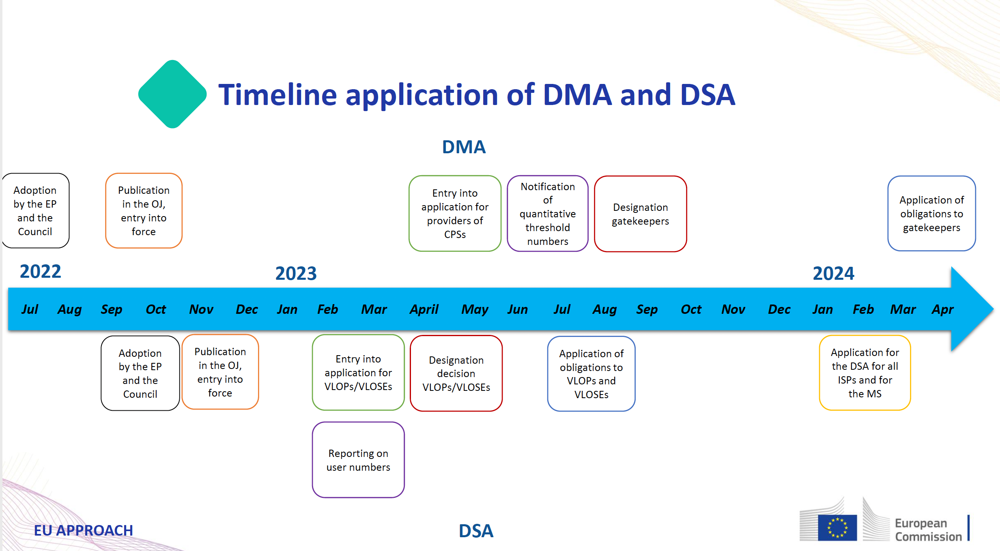 Timeline application of DMA and DSA
DMA
Adoption
by the EP
and the
Council
Publication
in the OJ,
entry into
force
Entry into
application for
providers of
CPSs
Notification
of
quantitative
threshold
numbers
Designation
gatekeepers
Application of
obligations to
gatekeepers
2022
2023
2024
Jul Aug Sep Oct Nov Dec Jan Feb Mar April May Jun Jul Aug Sep Oct Nov Dec Jan Feb Mar Apr
Adoption
by the EP
and the
Council
Publication
in the OJ,
entry into
force
Entry into
application for
VLOPs/VLOSEs
Designation
decision
VLOPs/VLOSEs
Application of
obligations to
VLOPs and
VLOSEs
Application for
the DSA for all
ISPs and for
the MS
Reporting on
user numbers
EU APPROACH
DSA
European
Commission